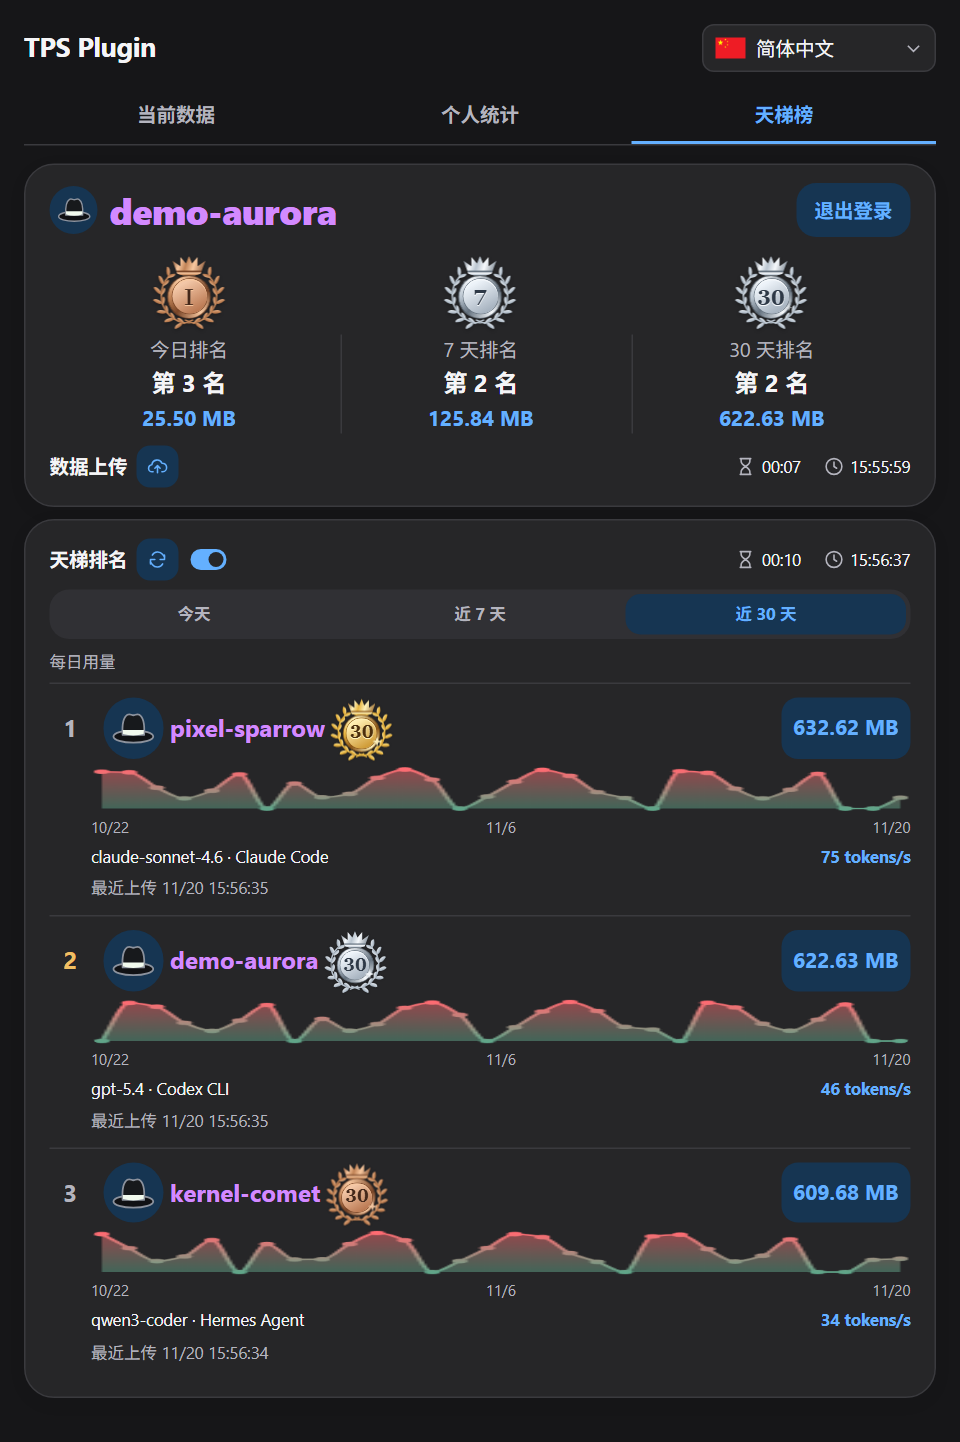 TPS Plugin
简体中文
当前数据 个人统计 天梯榜
demo-aurora
退出登录
I 7 30
今日排名 7 天排名 30 天排名
第 3 名 第 2 名 第 2 名
25.50 MB 125.84 MB 622.63 MB
数据上传 00:07 15:55:59
天梯排名 00:10 15:56:37
今天 近 7 天 近 30 天
每日用量
1 pixel-sparrow 30 632.62 MB
10/22 11/6 11/20
claude-sonnet-4.6 · Claude Code 75 tokens/s
最近上传 11/20 15:56:35
2 demo-aurora 30 622.63 MB
10/22 11/6 11/20
gpt-5.4 · Codex CLI 46 tokens/s
最近上传 11/20 15:56:35
3 kernel-comet 30 609.68 MB
10/22 11/6 11/20
qwen3-coder · Hermes Agent 34 tokens/s
最近上传 11/20 15:56:34